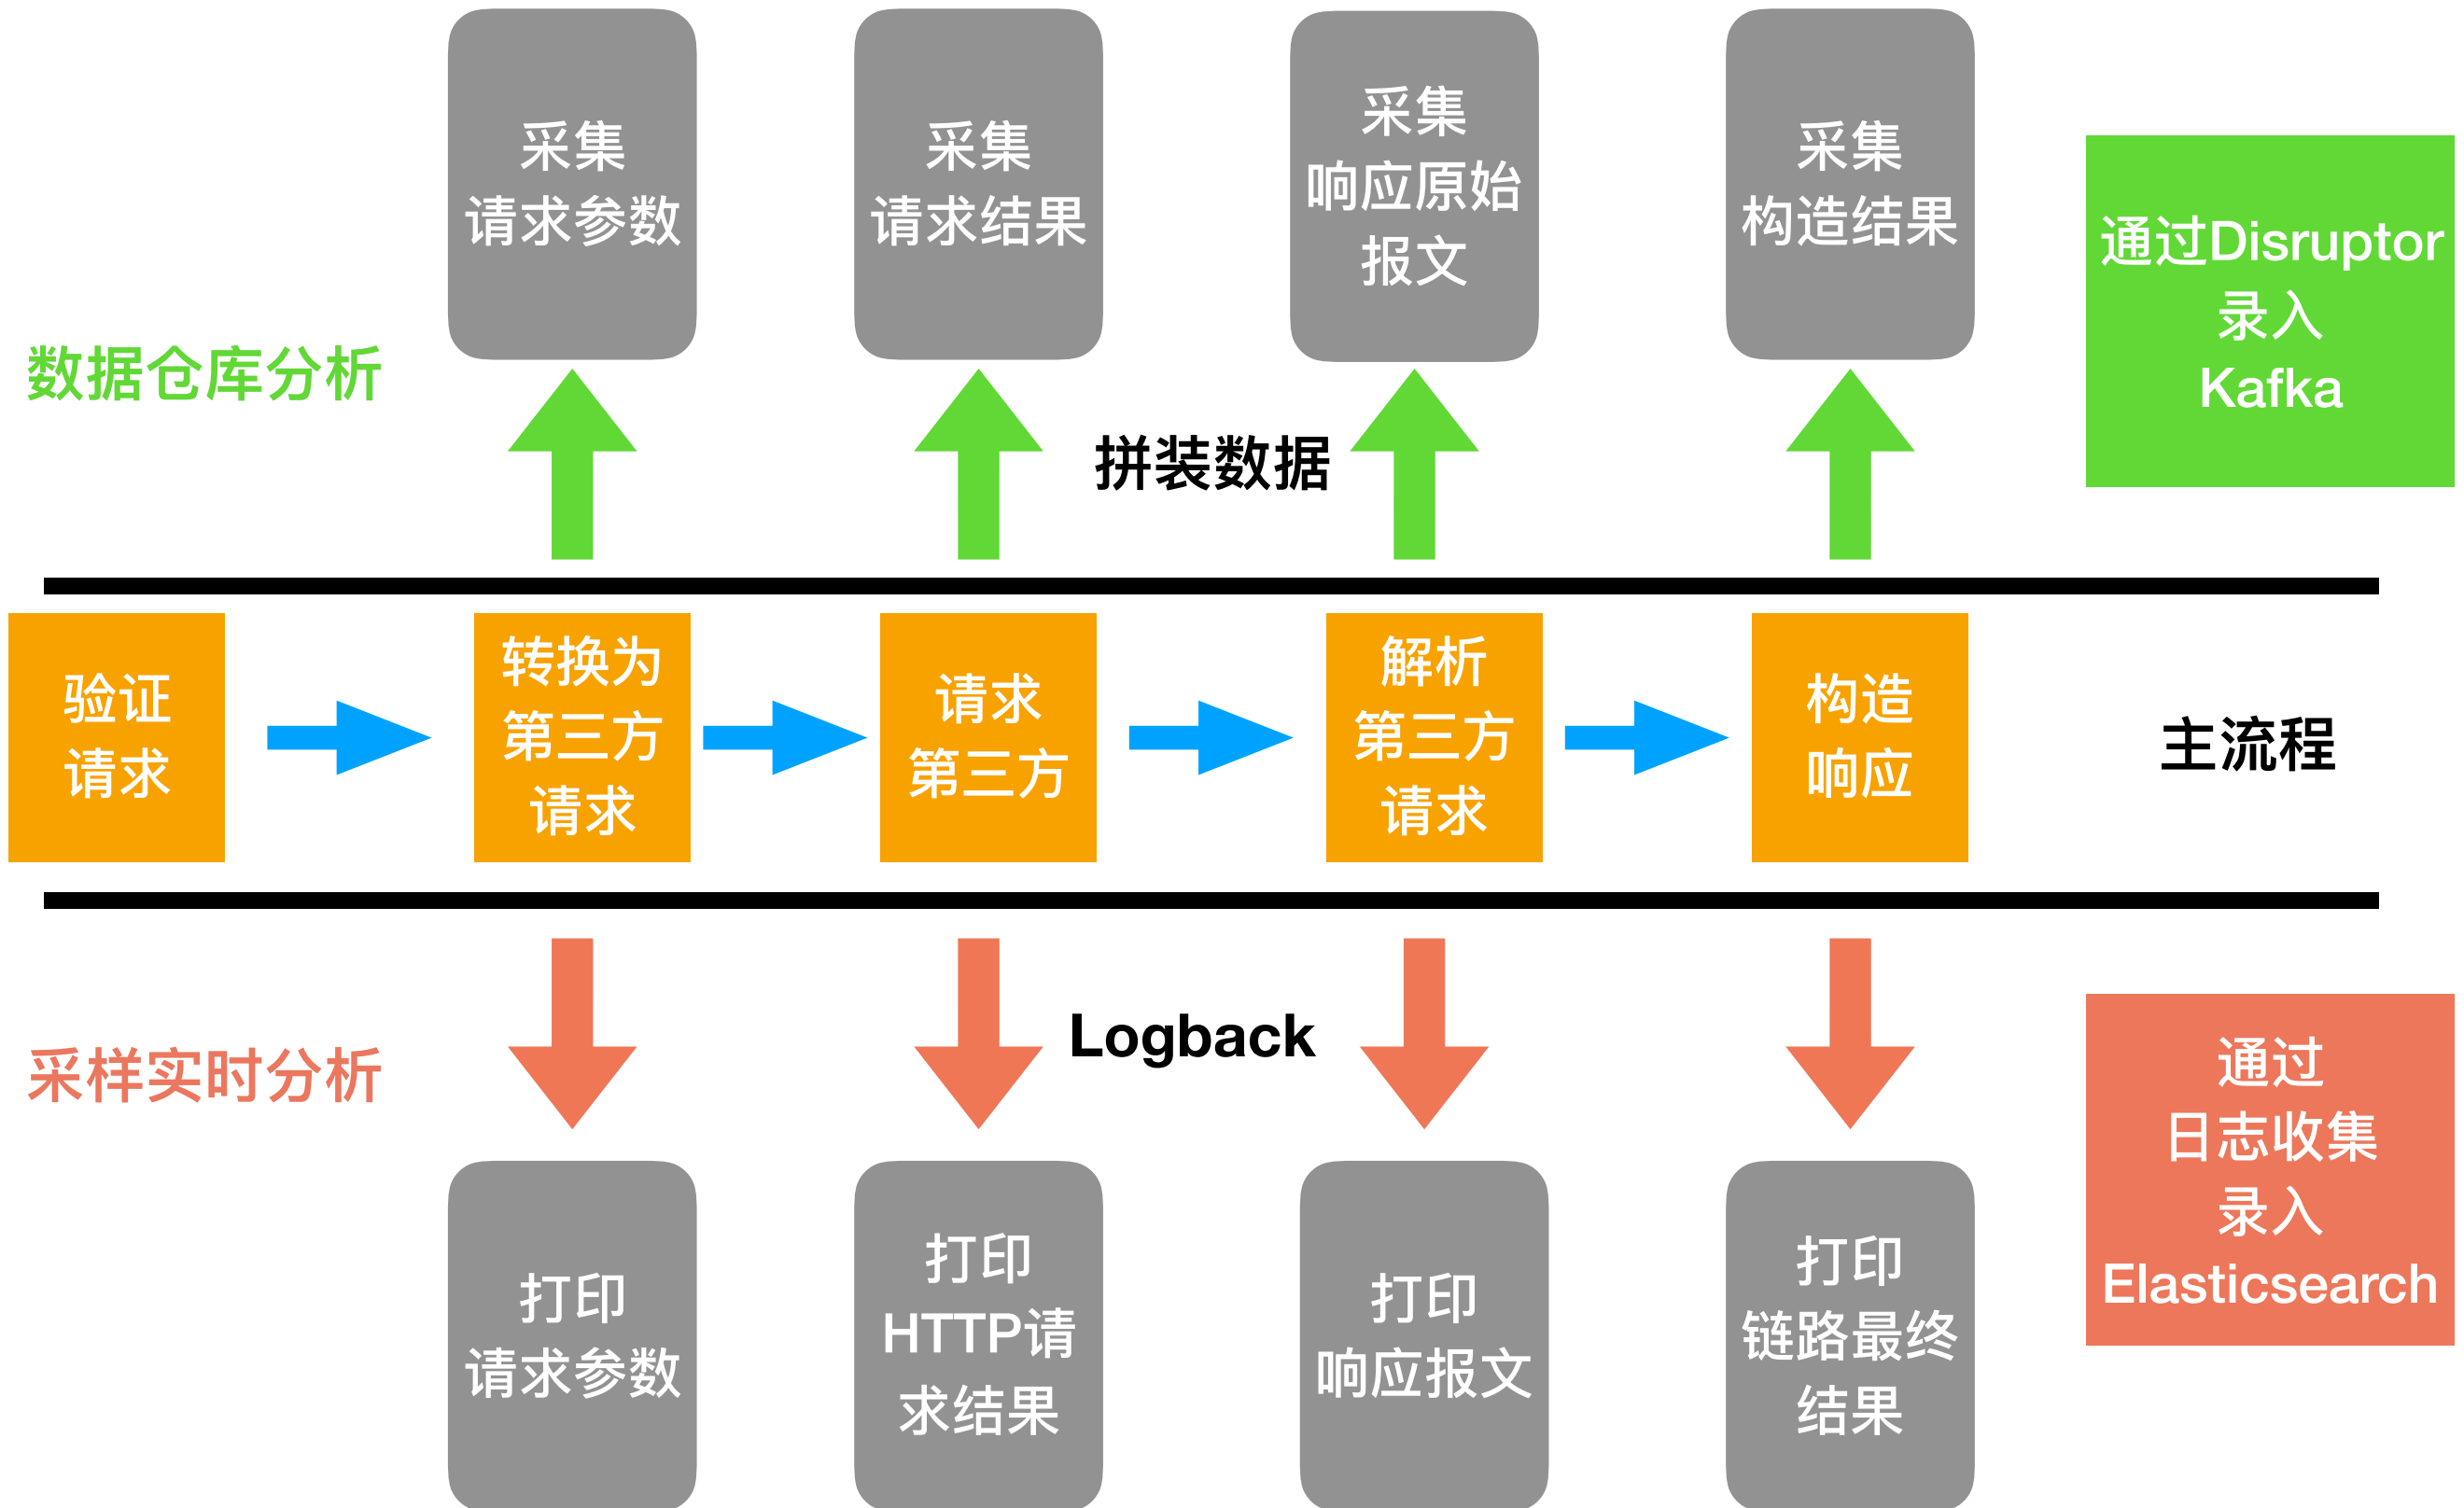 采集
请求参数
采集
请求结果
采集
响应原始
报文
采集
构造结果
通过Disruptor
录入
Kafka
数据仓库分析
拼装数据
验证
请求
转换为
第三方
请求
请求
第三方
解析
第三方
请求
构造
响应
主流程
采样实时分析
Logback
通过
日志收集
录入
Elasticsearch
打印
请求参数
打印
HTTP请
求结果
打印
响应报文
打印
链路最终
结果